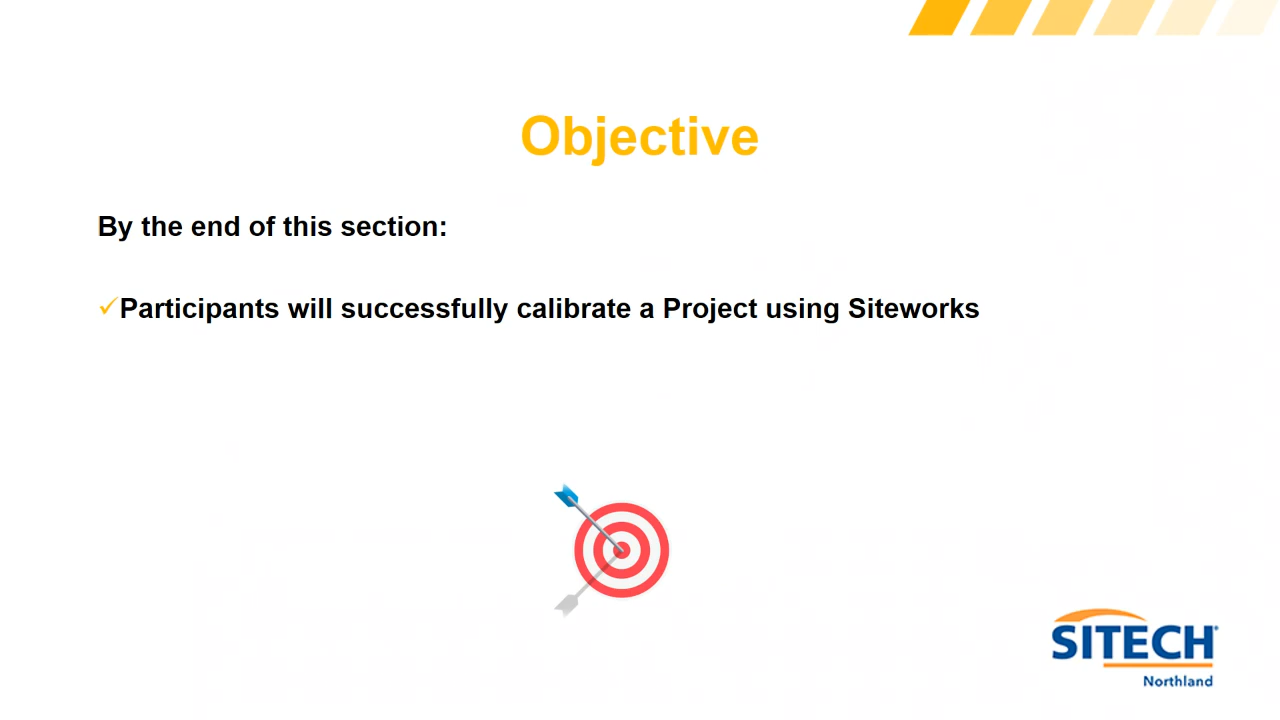 Objective
By the end of this section:
✓Participants will successfully calibrate a Project using Siteworks
SITECH®
Northland